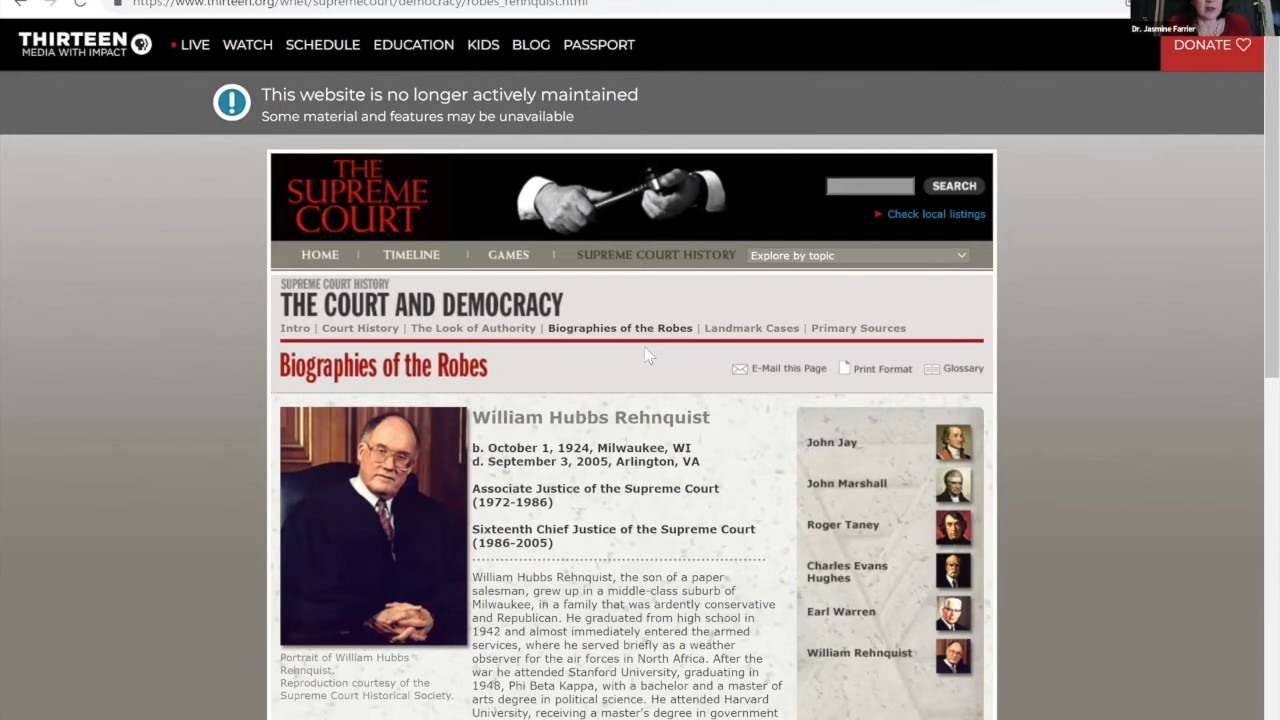 https://www.thirteen.org/wnet/supremecourt/democracy/robes_rehnquist.html
Dr. Jasmine Farrier
THIRTEEN
MEDIA WITH IMPACT
PBS
LIVE WATCH SCHEDULE EDUCATION KIDS BLOG PASSPORT
DONATE
This website is no longer actively maintained
Some material and features may be unavailable
THE
SUPREME
COURT
SEARCH
Check local listings
HOME | TIMELINE | GAMES | SUPREME COURT HISTORY Explore by topic
SUPREME COURT HISTORY
THE COURT AND DEMOCRACY
Intro | Court History | The Look of Authority | Biographies of the Robes | Landmark Cases | Primary Sources
Biographies of the Robes
E-Mail this Page Print Format Glossary
William Hubbs Rehnquist
b. October 1, 1924, Milwaukee, WI
d. September 3, 2005, Arlington, VA
Associate Justice of the Supreme Court
(1972-1986)
Sixteenth Chief Justice of the Supreme Court
(1986-2005)
William Hubbs Rehnquist, the son of a paper
salesman, grew up in a middle-class suburb of
Milwaukee, in a family that was ardently conservative
and Republican. He graduated from high school in
1942 and almost immediately entered the armed
services, where he served briefly as a weather
observer for the air forces in North Africa. After the
war he attended Stanford University, graduating in
1948, Phi Beta Kappa, with a bachelor and a master of
arts degree in political science. He attended Harvard
University, receiving a master's degree in government
Portrait of William Hubbs
Rehnquist.
Reproduction courtesy of the
Supreme Court Historical Society.
John Jay
John Marshall
Roger Taney
Charles Evans
Hughes
Earl Warren
William Rehnquist